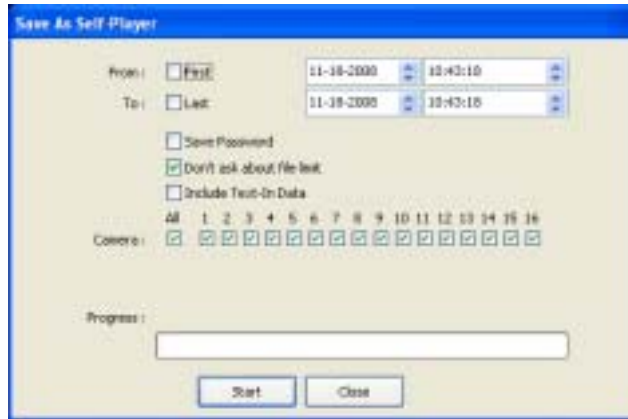 Save As Self-Player
From : First 11-18-2008 10:43:18
To : Last 11-18-2008 10:43:18
Save Password
Don't ask about file limit
Include Text-In Data
All 1 2 3 4 5 6 7 8 9 10 11 12 13 14 15 16
Camera :
Progress :
Start Close